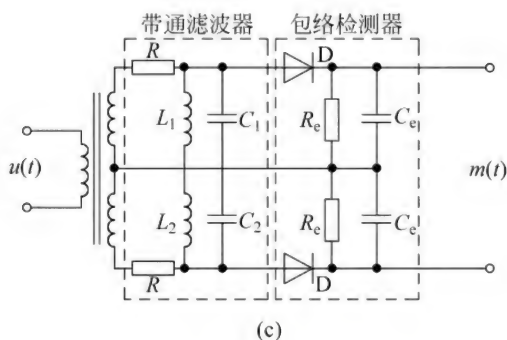 带通滤波器 包络检测器
R D
L₁ C₁ Rₑ Cₑ
u(t) m(t)
L₂ C₂ Rₑ Cₑ
R D
(c)